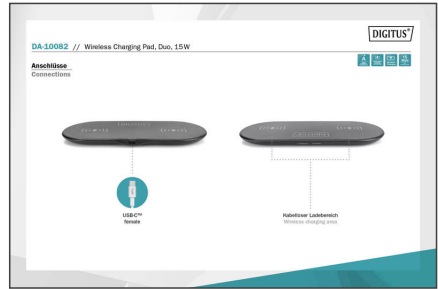 DIGITUS®
DA-10082 // Wireless Charging Pad, Duo, 15W
Anschlüsse
Connections
USB-C™
female
Kabelloser Ladebereich
Wireless charging area